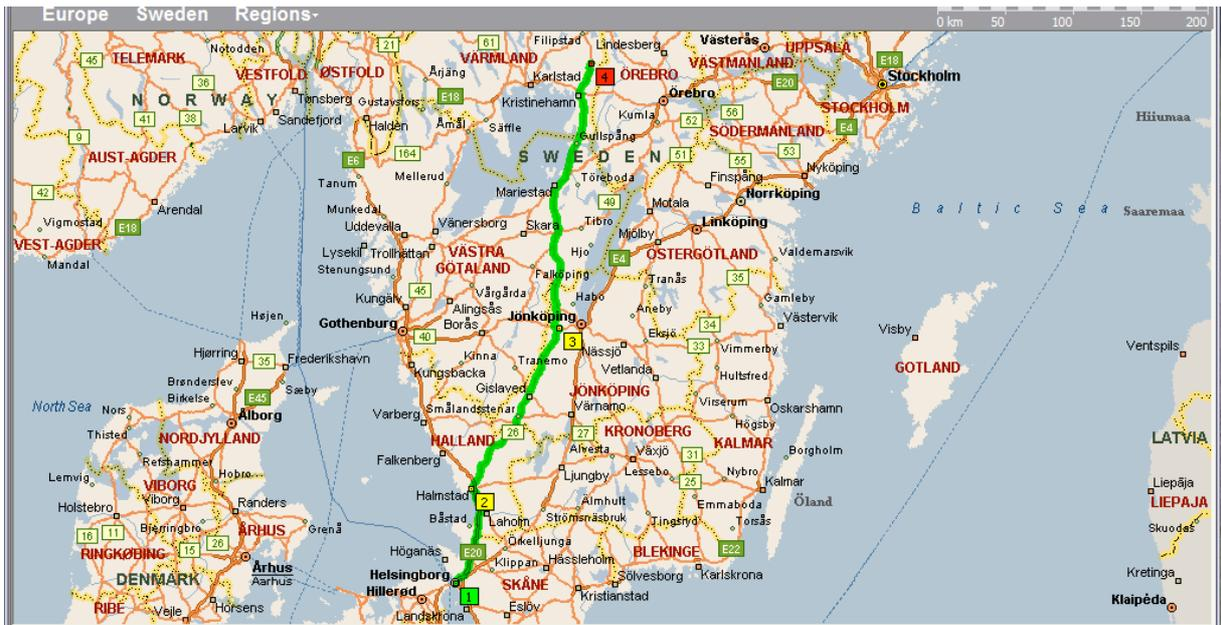 Europe Sweden Regions-
0 km 50 100 150 200
Filipstad
61
21
Lindesberg
Västerås
UPPSALA
45
TELEMARK
Notodden
VÄRMLAND
VÄSTMANLAND
E18
Stockholm
VESTFOLD
ØSTFOLD
Årjäng
Karlstad
4
ÖREBRO
E20
36
NORWAY
Tønsberg
Gustavsfors
E18
Kristinehamn
Örebro
STOCKHOLM
41
38
Sandefjord
Larvik
Halden
Åmål
Säffle
Kumla
52
56
SÖDERMANLAND
E4
Hiiumaa
9
AUST-AGDER
E6
164
Gullspång
SWEDEN
51
55
53
Nyköping
42
Tanum
Mellerud
Mariestad
Töreboda
Finspång
Norrköping
Arendal
Munkedal
49
Motala
Baltic Sea
Saaremaa
Vigmostad
E18
Uddevalla
Vänersborg
Skara
Tibro
Mjölby
Linköping
VEST-AGDER
Mandal
Lysekil
Trollhättan
VÄSTRA
GÖTALAND
Hjo
E4
ÖSTERGÖTLAND
Valdemarsvik
Stenungsund
Falköping
Tranås
35
Kungälv
45
Vårgårda
Habo
Gamleby
Alingsås
Aneby
Højen
Gothenburg
40
Borås
Jönköping
3
Eksjö
34
Västervik
Visby
Hjørring
35
Frederikshavn
Kinna
Tranemo
Nässjö
33
Vimmerby
Ventspils
Kungsbacka
Vetlanda
Hultsfred
GOTLAND
Brønderslev
Birkelse
E45
Sæby
Gislaved
JÖNKÖPING
North Sea
Nors
Ålborg
Varberg
Smålandsstenar
Värnamo
Virserum
Oskarshamn
Thisted
NORDJYLLAND
HALLAND
26
27
KRONOBERG
Högsby
KALMAR
LATVIA
Refshammer
Falkenberg
Alvesta
Växjö
31
Borgholm
Lemvig
Hobro
VIBORG
Ljungby
Lessebo
Nybro
25
Kalmar
Liepāja
Viborg
Holstebro
Randers
Halmstad
2
Älmhult
Emmaboda
Öland
LIEPAJA
Bjerringbro
ÅRHUS
Grenå
Båstad
Laholm
Strömsnäsbruk
Tingsryd
Torsås
Skuodas
16
11
15
26
RINGKØBING
Höganäs
E20
Örkelljunga
BLEKINGE
E22
Århus
Aarhus
Klippan
Hässleholm
Kretinga
DENMARK
Helsingborg
Hillerød
SKÅNE
Sölvesborg
Karlskrona
Kristianstad
1
RIBE
Vejle
Horsens
Landskrona
Eslöv
Klaipėda